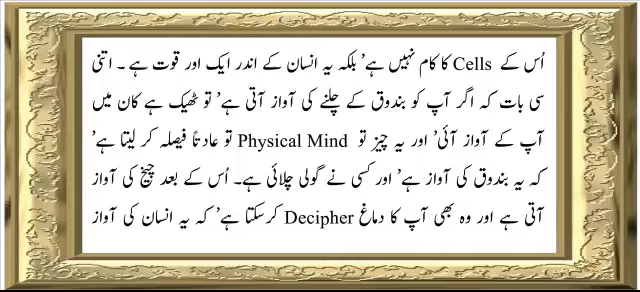 اُس کے Cells کا کام نہیں ہے’ بلکہ یہ انسان کے اندر ایک اور قوت ہے ۔ اتنی
سی بات کہ اگر آپ کو بندوق کے چلنے کی آواز آتی ہے’ تو ٹھیک ہے کان میں
آپ کے آواز آئی’ اور یہ چیز تو Physical Mind تو عادتاً فیصلہ کر لیتا ہے’
کہ یہ بندوق کی آواز ہے’ اور کسی نے گولی چلائی ہے۔ اُس کے بعد چیخ کی آواز
آتی ہے اور وہ بھی آپ کا دماغ Decipher کرسکتا ہے’ کہ یہ انسان کی آواز